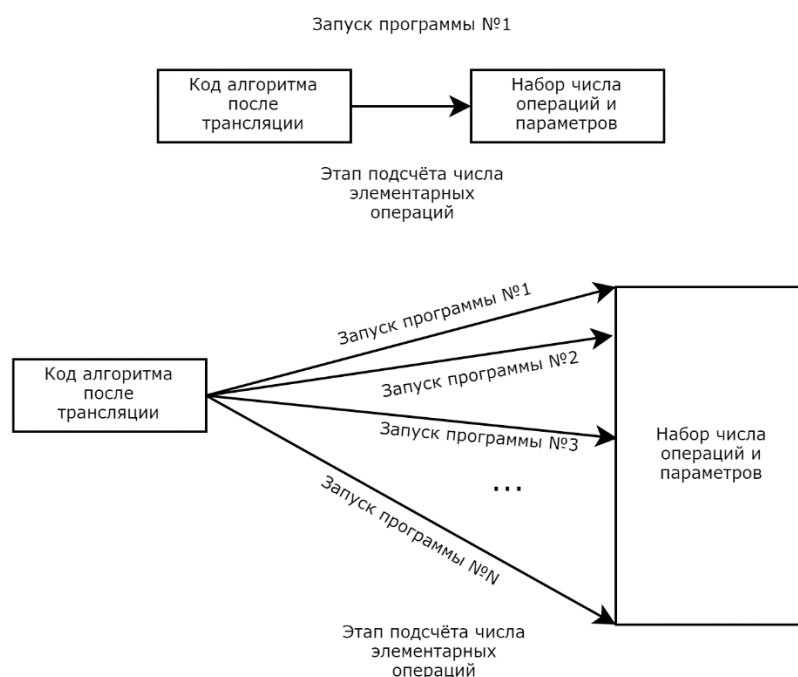 Запуск программы №1
Код алгоритма
после
трансляции
Набор числа
операций и
параметров
Этап подсчёта числа
элементарных
операций
Запуск программы №1
Запуск программы №2
Запуск программы №3
...
Запуск программы №N
Код алгоритма
после
трансляции
Набор числа
операций и
параметров
Этап подсчёта числа
элементарных
операций